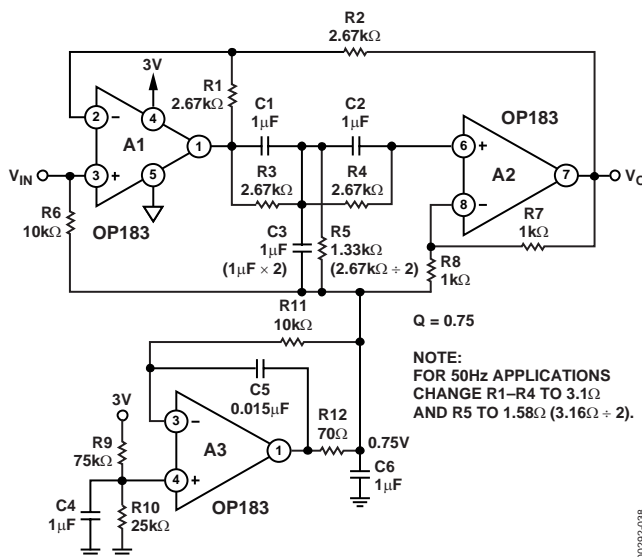 R2
2.67kΩ
3V
R1
2.67kΩ
C1
1µF
C2
1µF
OP183
2
–
4
A1
1
6
+
A2
7
VO
VIN
3
+
5
8
–
R3
2.67kΩ
R4
2.67kΩ
R6
10kΩ
OP183
R7
1kΩ
C3
1µF
(1µF × 2)
R5
1.33kΩ
(2.67kΩ ÷ 2)
R8
1kΩ
R11
10kΩ
Q = 0.75
NOTE:
FOR 50Hz APPLICATIONS
CHANGE R1–R4 TO 3.1Ω
AND R5 TO 1.58Ω (3.16Ω ÷ 2).
C5
0.015µF
3V
R9
75kΩ
3
–
A3
1
R12
70Ω
0.75V
4
+
C6
1µF
C4
1µF
R10
25kΩ
OP183
00292-038